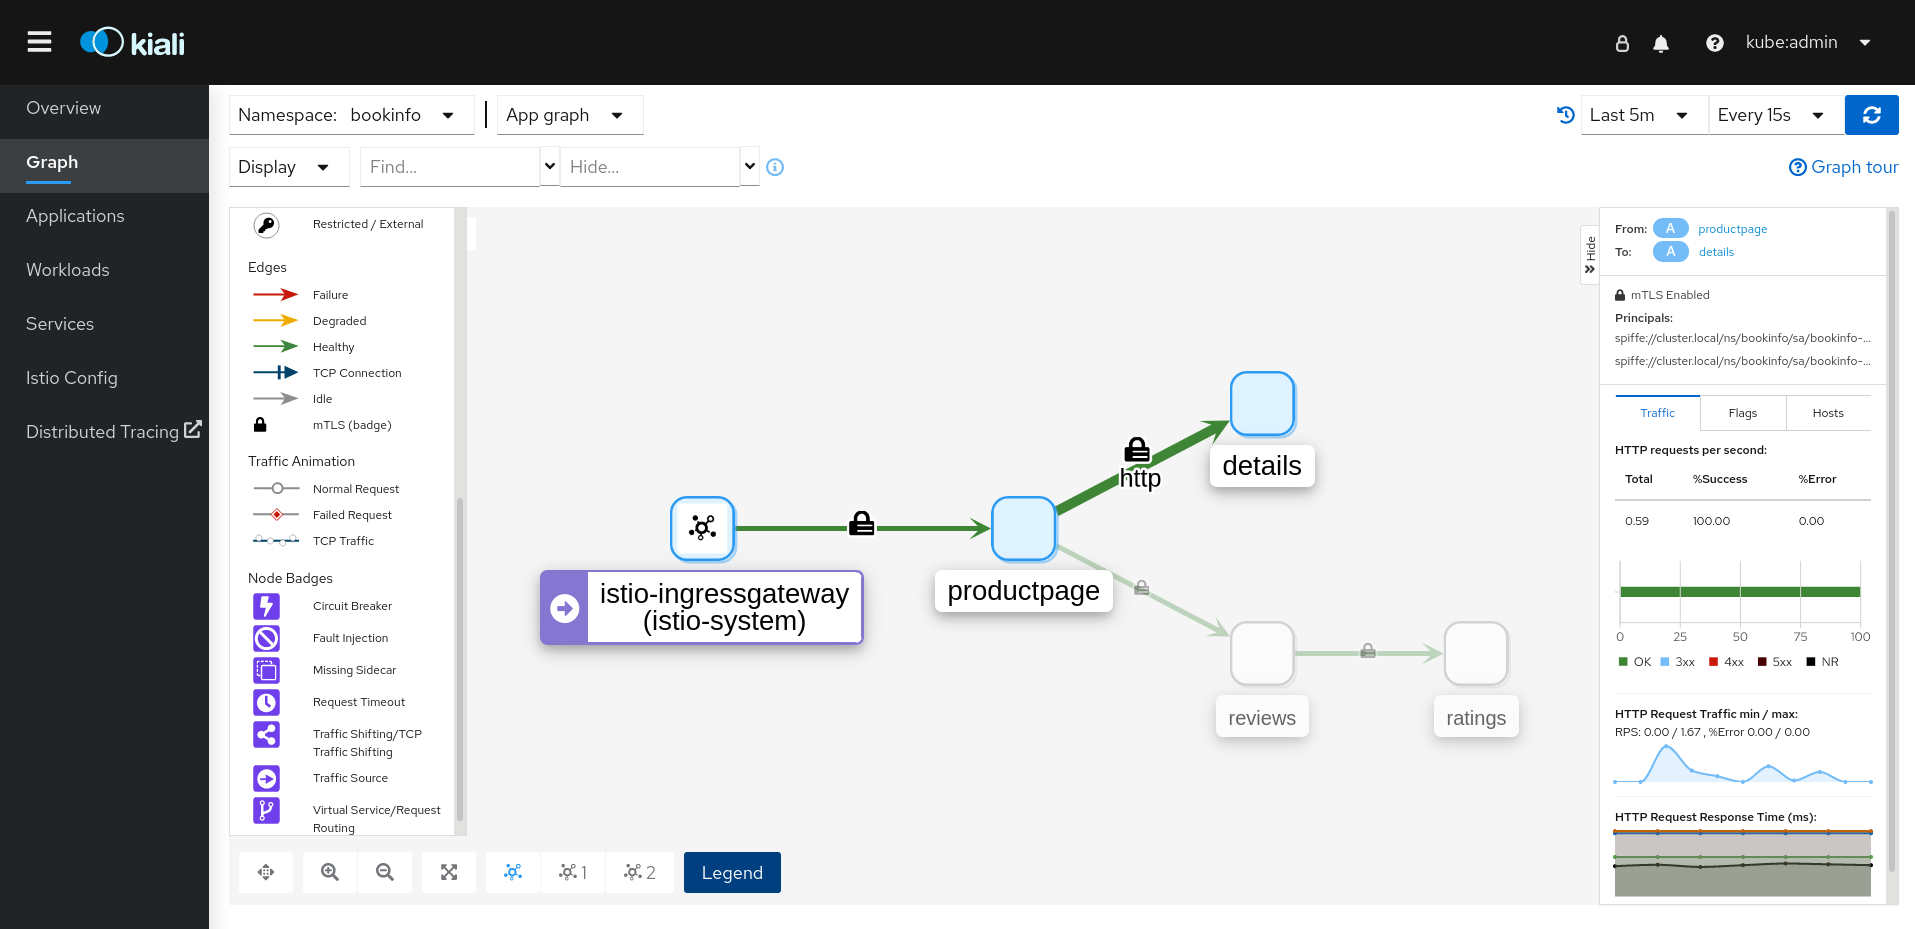 kiali
kube:admin
Overview
Graph
Applications
Workloads
Services
Istio Config
Distributed Tracing
Namespace: bookinfo
App graph
Last 5m
Every 15s
Display
Find...
Hide...
Graph tour
Restricted / External
Edges
Failure
Degraded
Healthy
TCP Connection
Idle
mTLS (badge)
Traffic Animation
Normal Request
Failed Request
TCP Traffic
Node Badges
Circuit Breaker
Fault Injection
Missing Sidecar
Request Timeout
Traffic Shifting/TCP
Traffic Shifting
Traffic Source
Virtual Service/Request
Routing
details
http
istio-ingressgateway
(istio-system)
productpage
reviews
ratings
1
2
Legend
Hide
From: A productpage
To: A details
mTLS Enabled
Principals:
spiffe://cluster.local/ns/bookinfo/sa/bookinfo-...
spiffe://cluster.local/ns/bookinfo/sa/bookinfo-...
Traffic Flags Hosts
HTTP requests per second:
Total %Success %Error
0.59 100.00 0.00
0 25 50 75 100
OK 3xx 4xx 5xx NR
HTTP Request Traffic min / max:
RPS: 0.00 / 1.67 , %Error 0.00 / 0.00
HTTP Request Response Time (ms):